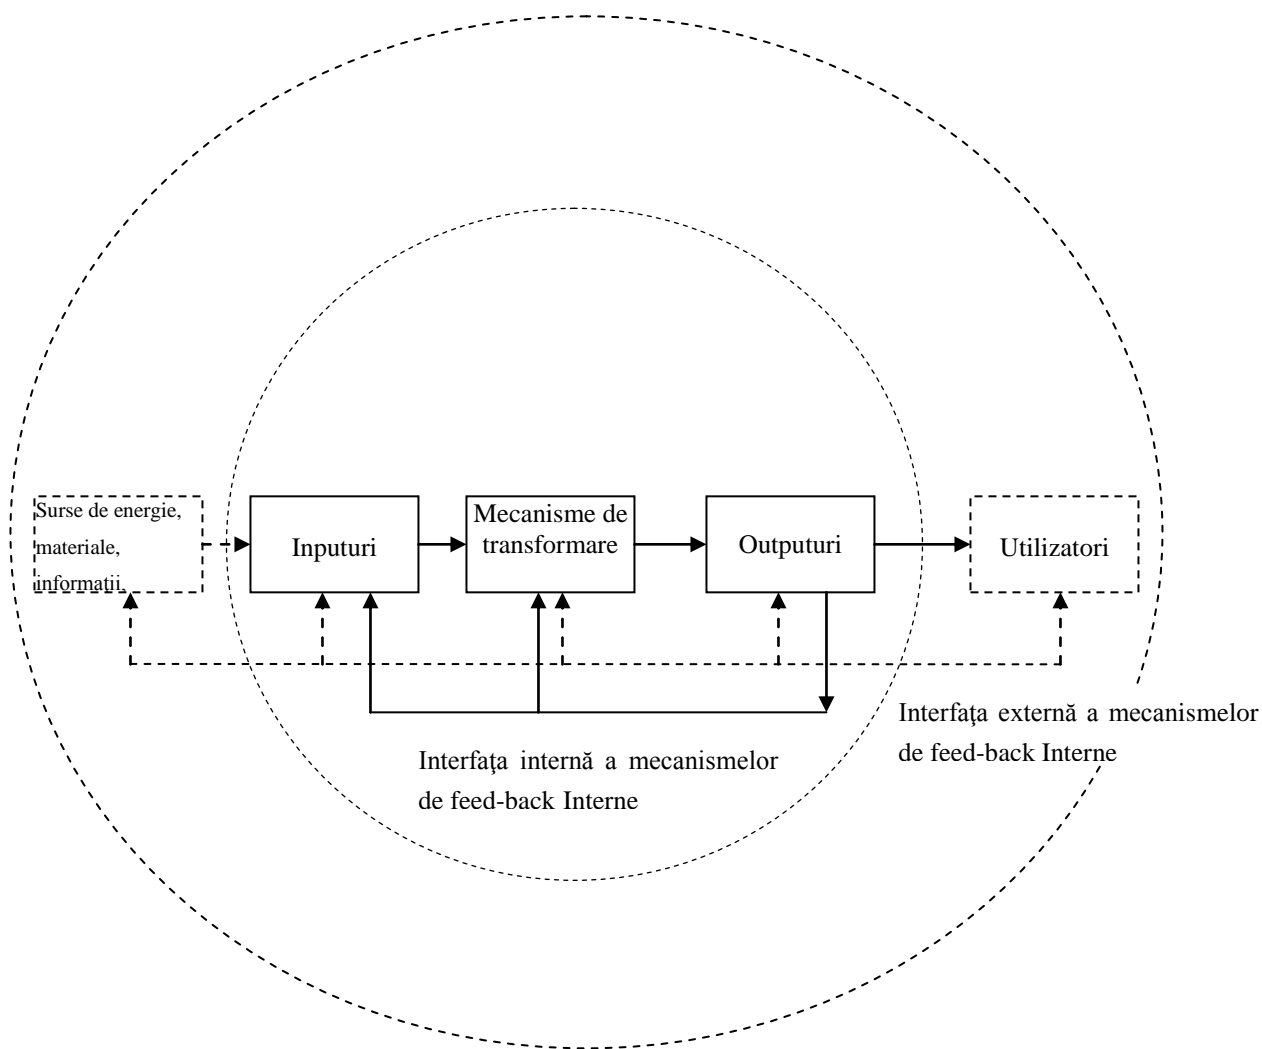 Surse de energie,
materiale,
informaţii,
Inputuri
Mecanisme de
transformare
Outputuri
Utilizatori
Interfaţa externă a mecanismelor
de feed-back Interne
Interfaţa internă a mecanismelor
de feed-back Interne